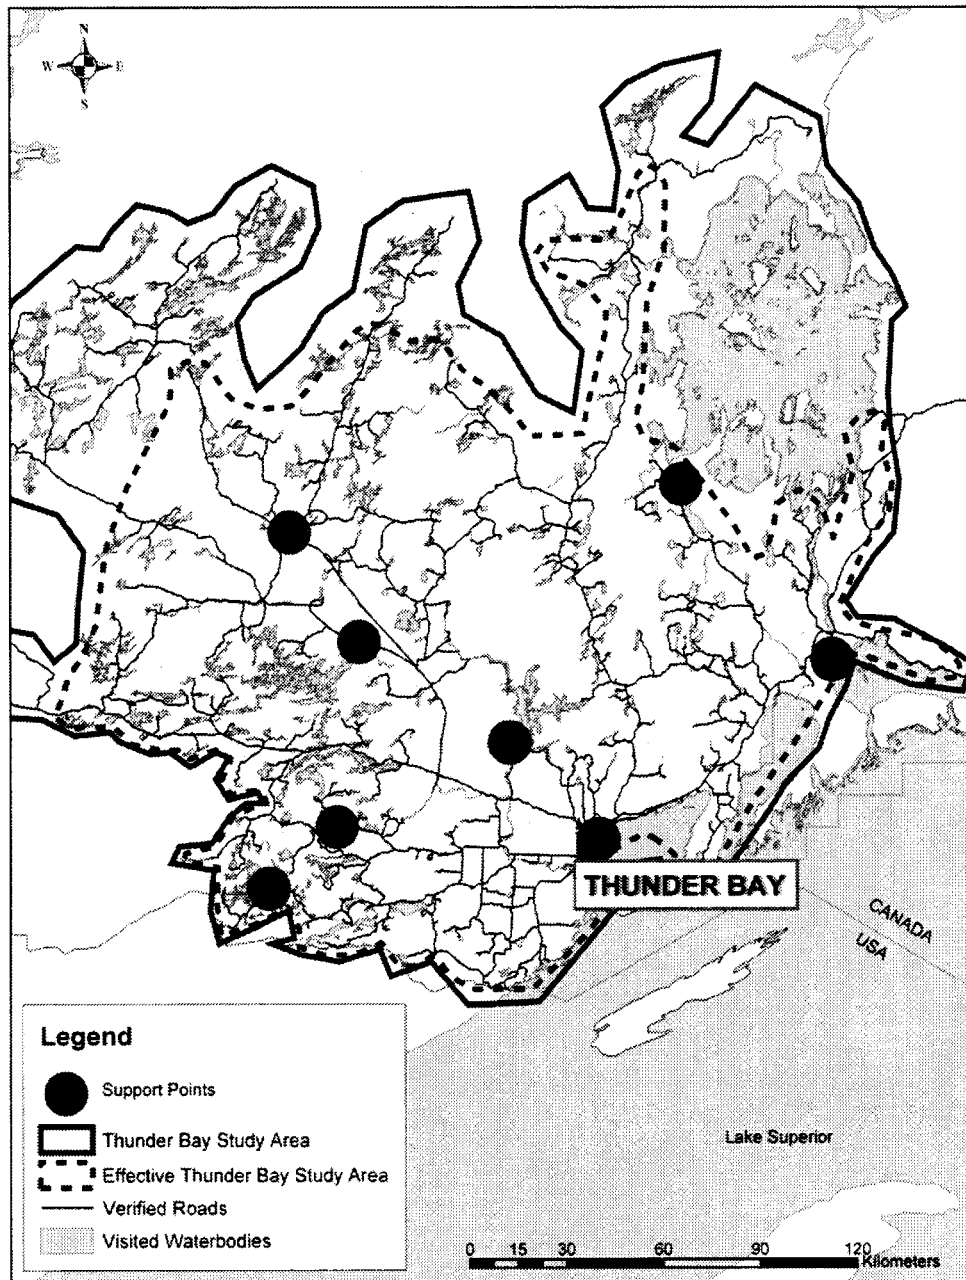 N
W E
S
THUNDER BAY
CANADA
USA
Legend
Support Points
Thunder Bay Study Area
Effective Thunder Bay Study Area
Verified Roads
Visited Waterbodies
Lake Superior
0 15 30 60 90 120
Kilometers